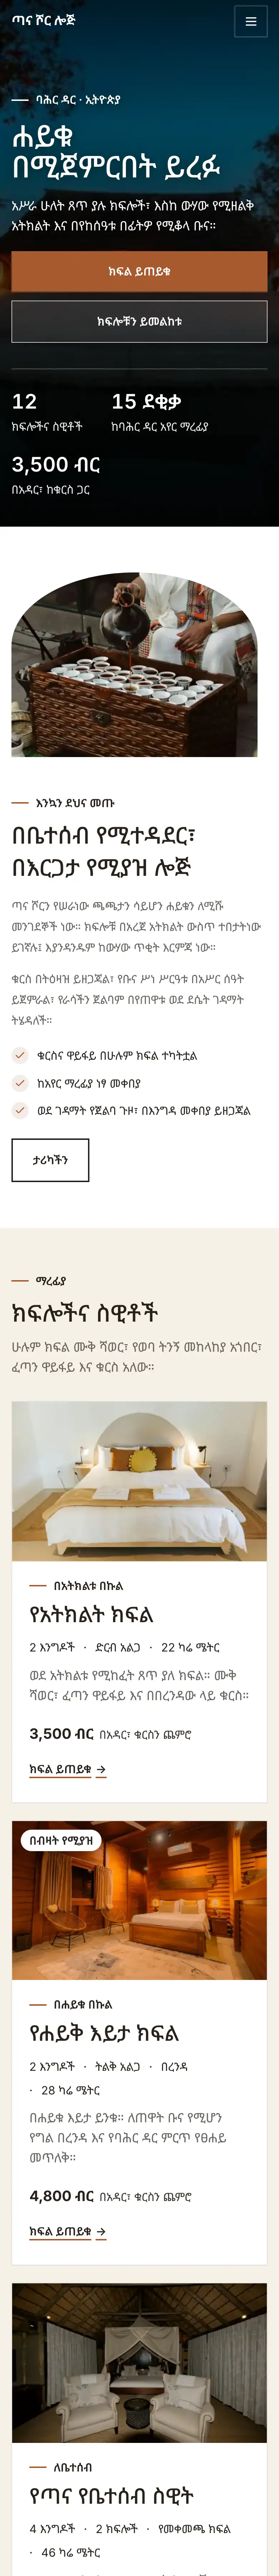 ጣና ሾር ሎጅ
ባሕር ዳር · ኢትዮጵያ
ሐይቁ
በሚጀምርበት ይረፉ
አሥራ ሁለት ጸጥ ያሉ ክፍሎች፣ እስከ ውሃው የሚዘልቅ
አትክልት እና በየከሰዓቱ በፊትዎ የሚቆላ ቡና።
ክፍል ይጠይቁ
ክፍሎቹን ይመልከቱ
12
ክፍሎችና ስዊቶች
15 ደቂቃ
ከባሕር ዳር አየር ማረፊያ
3,500 ብር
በአዳር፣ ከቁርስ ጋር
እንኳን ደህና መጡ
በቤተሰብ የሚተዳደር፣
በእርጋታ የሚያዝ ሎጅ
ጣና ሾርን የሠራነው ጫጫታን ሳይሆን ሐይቁን ለሚሹ
መንገደኞች ነው። ክፍሎቹ በአረጀ አትክልት ውስጥ ተበታትነው
ይገኛሉ፤ እያንዳንዱም ከውሃው ጥቂት እርምጃ ነው።
ቁርስ በትዕዛዝ ይዘጋጃል፣ የቡና ሥነ ሥርዓቱ በአሥር ሰዓት
ይጀምራል፣ የራሳችን ጀልባም በየጠዋቱ ወደ ደሴት ገዳማት
ትሄዳለች።
ቁርስና ዋይፋይ በሁሉም ክፍል ተካትቷል
ከአየር ማረፊያ ነፃ መቀበያ
ወደ ገዳማት የጀልባ ጉዞ፣ በእንግዳ መቀበያ ይዘጋጃል
ታሪካችን
ማረፊያ
ክፍሎችና ስዊቶች
ሁሉም ክፍል ሙቅ ሻወር፣ የወባ ትንኝ መከላከያ አጎበር፣
ፈጣን ዋይፋይ እና ቁርስ አለው።
በአትክልቱ በኩል
የአትክልት ክፍል
2 እንግዶች · ድርብ አልጋ · 22 ካሬ ሜትር
ወደ አትክልቱ የሚከፈት ጸጥ ያለ ክፍል። ሙቅ
ሻወር፣ ፈጣን ዋይፋይ እና በበረንዳው ላይ ቁርስ።
3,500 ብር በአዳር፣ ቁርስን ጨምሮ
ክፍል ይጠይቁ →
በብዛት የሚያዝ
በሐይቁ በኩል
የሐይቅ እይታ ክፍል
2 እንግዶች · ትልቅ አልጋ · በረንዳ
· 28 ካሬ ሜትር
በሐይቁ እይታ ይንቁ። ለጠዋት ቡና የሚሆን
የግል በረንዳ እና የባሕር ዳር ምርጥ የፀሐይ
መጥለቅ።
4,800 ብር በአዳር፣ ቁርስን ጨምሮ
ክፍል ይጠይቁ →
ለቤተሰብ
የጣና የቤተሰብ ስዊት
4 እንግዶች · 2 ክፍሎች · የመቀመጫ ክፍል
· 46 ካሬ ሜትር